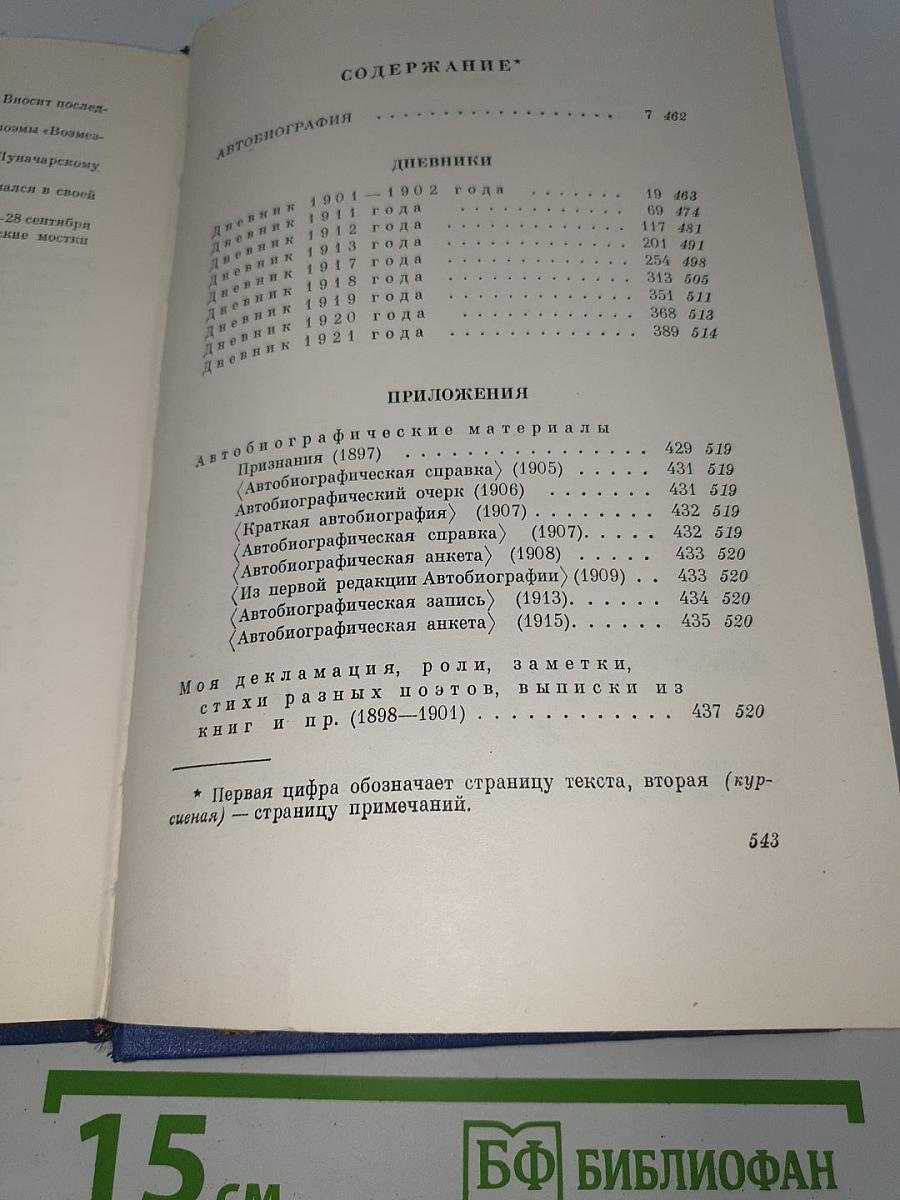 Вносит послед-
поэмы «Возмез-
Луначарскому
в своей
28 сентября
мостки
СОДЕРЖАНИЕ*
АВТОБИОГРАФИЯ . . . . . . . . . . . . . . . . . . 7 462
ДНЕВНИКИ
Дневник 1901—1902 года . . . . . . . 19 463
Дневник 1911 года . . . . . . . . . . . . 69 474
Дневник 1912 года . . . . . . . . . . . . . 117 481
Дневник 1913 года . . . . . . . . . . . . . 201 491
Дневник 1917 года . . . . . . . . . . . . . 254 498
Дневник 1918 года . . . . . . . . . . . . . 313 505
Дневник 1919 года . . . . . . . . . . . . . 351 511
Дневник 1920 года . . . . . . . . . . . . . 368 513
Дневник 1921 года . . . . . . . . . . . . . 389 514
ПРИЛОЖЕНИЯ
Автобиографические материалы
Признания (1897) . . . . . . . . . . . . . . . . 429 519
⟨Автобиографическая справка⟩ (1905) . . . . . 431 519
Автобиографический очерк (1906) . . . . . . . 431 519
⟨Краткая автобиография⟩ (1907) . . . . . . . . 432 519
⟨Автобиографическая справка⟩ (1907). . . . . 432 519
⟨Автобиографическая анкета⟩ (1908) . . . . . 433 520
⟨Из первой редакции Автобиографии⟩ (1909) . . 433 520
⟨Автобиографическая запись⟩ (1913). . . . . . 434 520
⟨Автобиографическая анкета⟩ (1915). . . . . . 435 520
Моя декламация, роли, заметки,
стихи разных поэтов, выписки из
книг и пр. (1898—1901) . . . . . . . . . . . . 437 520
* Первая цифра обозначает страницу текста, вторая (кур-
сивная) — страницу примечаний.
543
15 см
БФ БИБЛИОФАН